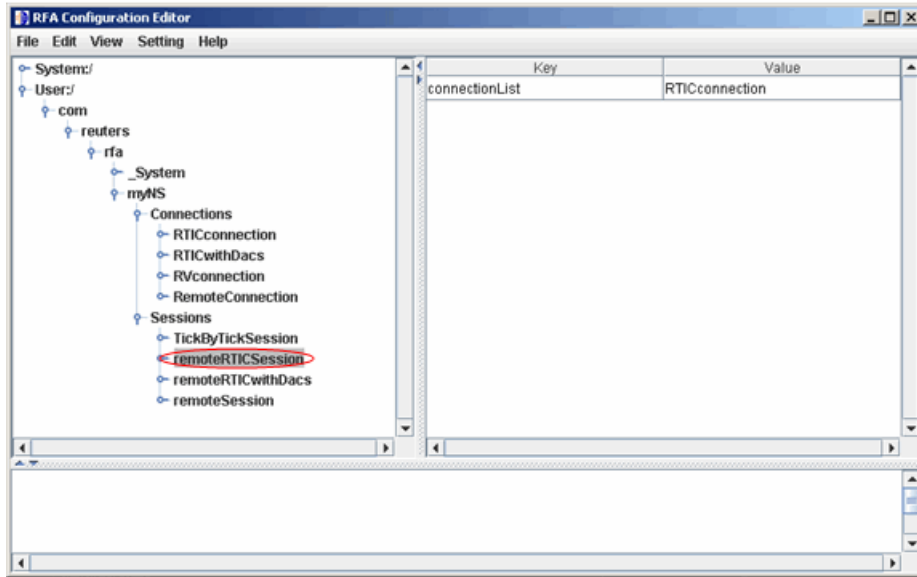 RFA Configuration Editor
File Edit View Setting Help
System:/
User:/
com
reuters
rfa
_System
myNS
Connections
RTICconnection
RTICwithDacs
RVconnection
RemoteConnection
Sessions
TickByTickSession
remoteRTICSession
remoteRTICwithDacs
remoteSession
Key Value
connectionList RTICconnection